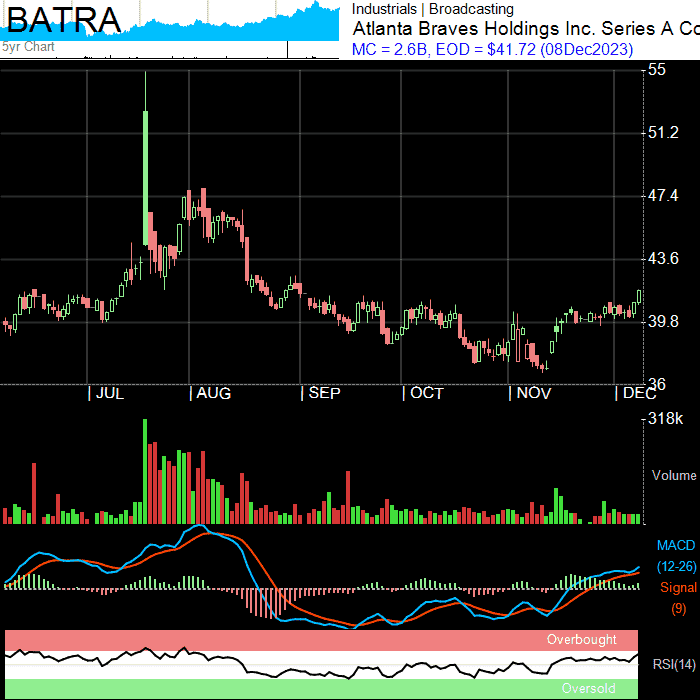 BATRA
5yr Chart
Industrials | Broadcasting
Atlanta Braves Holdings Inc. Series A Co
MC = 2.6B, EOD = $41.72 (08Dec2023)
55
51.2
47.4
43.6
39.8
36
| JUL | AUG | SEP | OCT | NOV | DEC
318k
Volume
MACD
(12-26)
Signal
(9)
Overbought
RSI(14)
Oversold